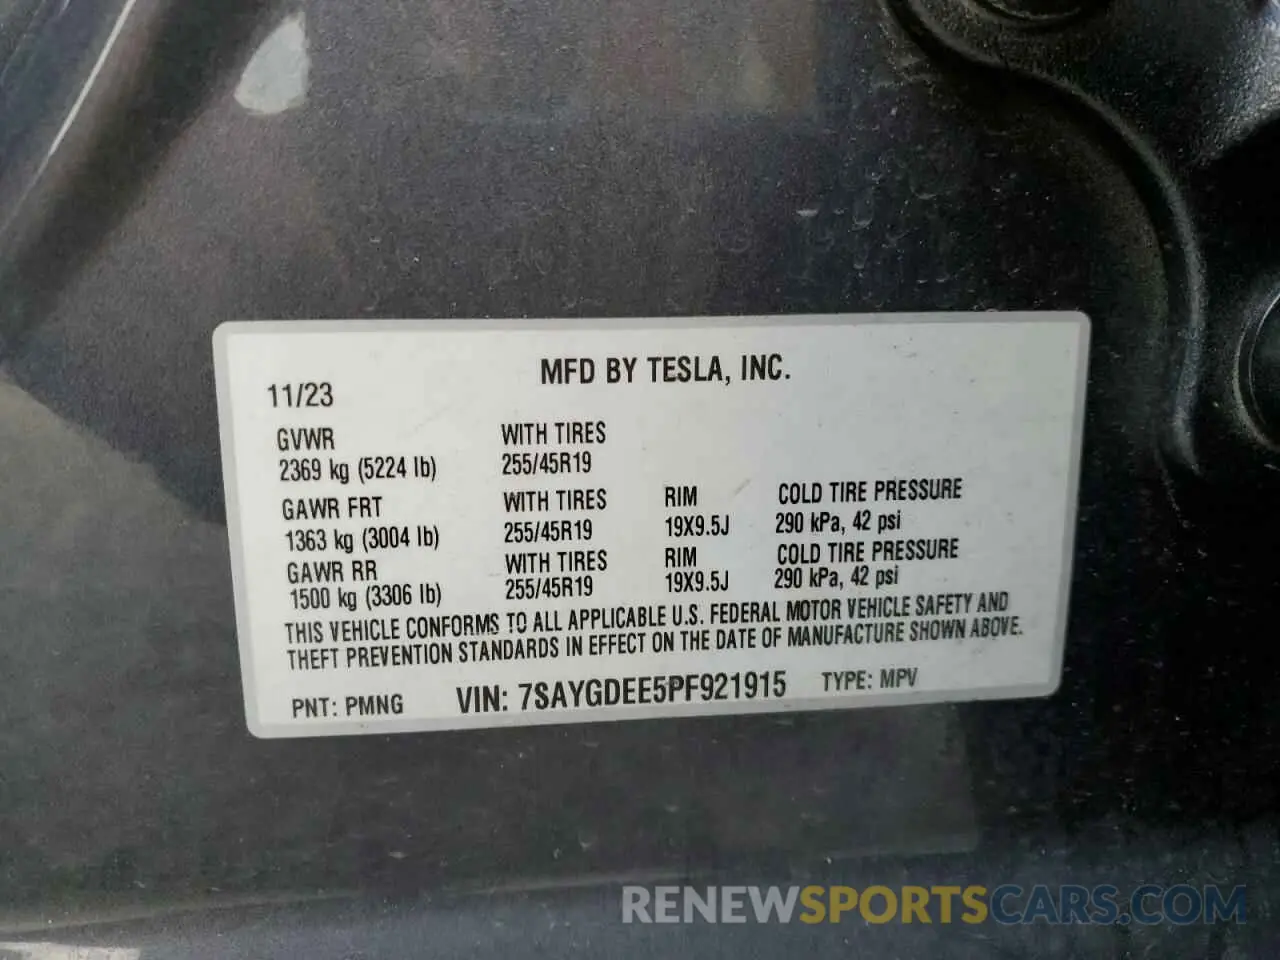 MFD BY TESLA, INC.
11/23
GVWR WITH TIRES
2369 kg (5224 lb) 255/45R19
GAWR FRT WITH TIRES RIM COLD TIRE PRESSURE
1363 kg (3004 lb) 255/45R19 19X9.5J 290 kPa, 42 psi
GAWR RR WITH TIRES RIM COLD TIRE PRESSURE
1500 kg (3306 lb) 255/45R19 19X9.5J 290 kPa, 42 psi
THIS VEHICLE CONFORMS TO ALL APPLICABLE U.S. FEDERAL MOTOR VEHICLE SAFETY AND
THEFT PREVENTION STANDARDS IN EFFECT ON THE DATE OF MANUFACTURE SHOWN ABOVE.
PNT: PMNG VIN: 7SAYGDEE5PF921915 TYPE: MPV
RENEWSPORTSCARS.COM